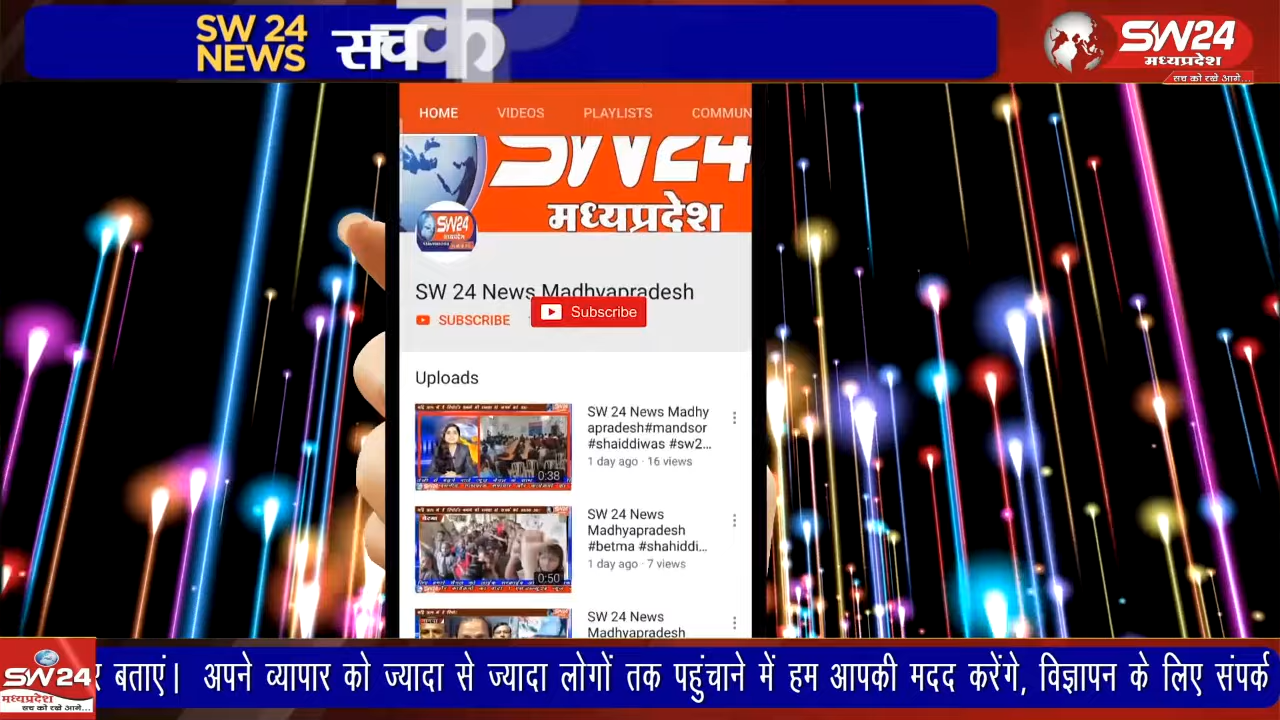 SW 24
NEWS
सच क
SW24
मध्यप्रदेश
सच को रखे आगे...
HOME VIDEOS PLAYLISTS COMMUN
SW24
मध्यप्रदेश
SW24
SW 24 News Madhyapradesh
SUBSCRIBE
Subscribe
Uploads
SW 24 News Madhy
apradesh#mandsor
#shaiddiwas #sw2...
1 day ago · 16 views
0:38
SW 24 News
Madhyapradesh
#betma #shahiddi...
1 day ago · 7 views
0:50
SW 24 News
Madhyapradesh
SW24
मध्यप्रदेश
सच को रखे आगे...
र बताएं। अपने व्यापार को ज्यादा से ज्यादा लोगों तक पहुंचाने में हम आपकी मदद करेंगे, विज्ञापन के लिए संपर्क